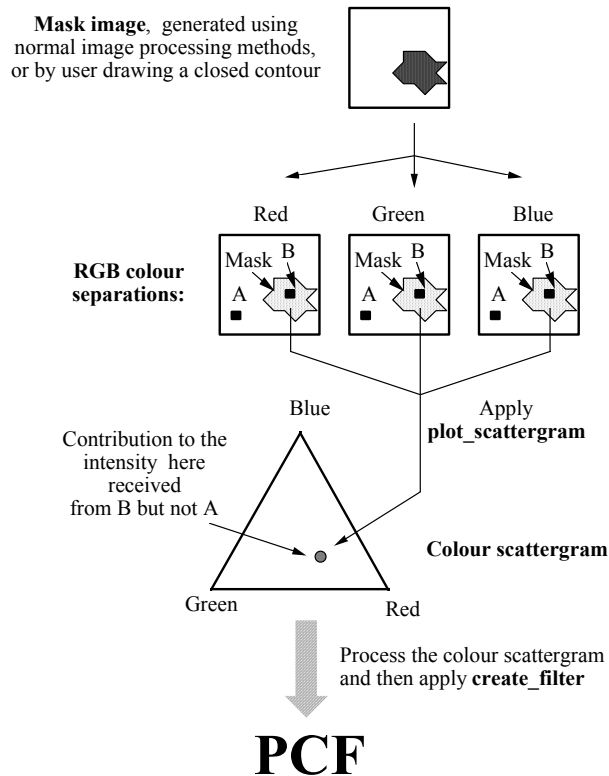 Mask image, generated using
normal image processing methods,
or by user drawing a closed contour
Red
Green
Blue
RGB colour
separations:
Mask
B
A
Mask
B
A
Mask
B
A
Apply
plot_scattergram
Blue
Contribution to the
intensity here
received
from B but not A
Colour scattergram
Green
Red
Process the colour scattergram
and then apply create_filter
PCF